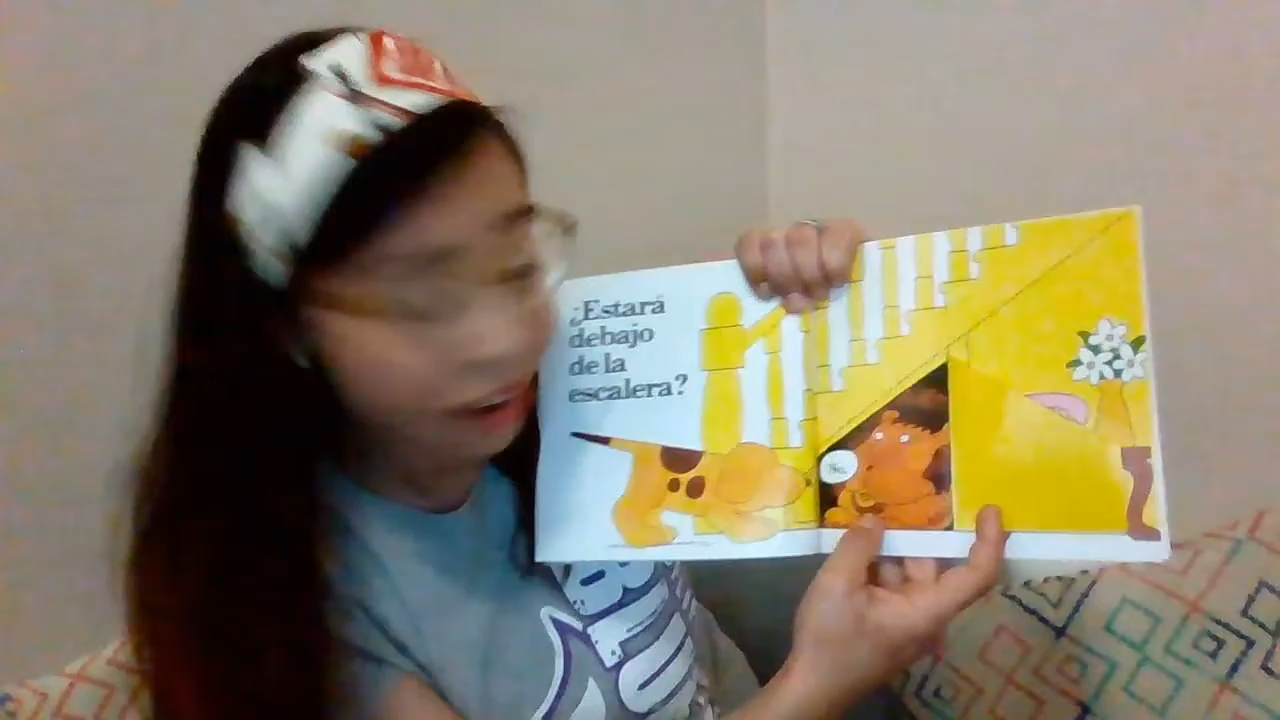 ¿Estará
debajo
de la
escalera?
No.